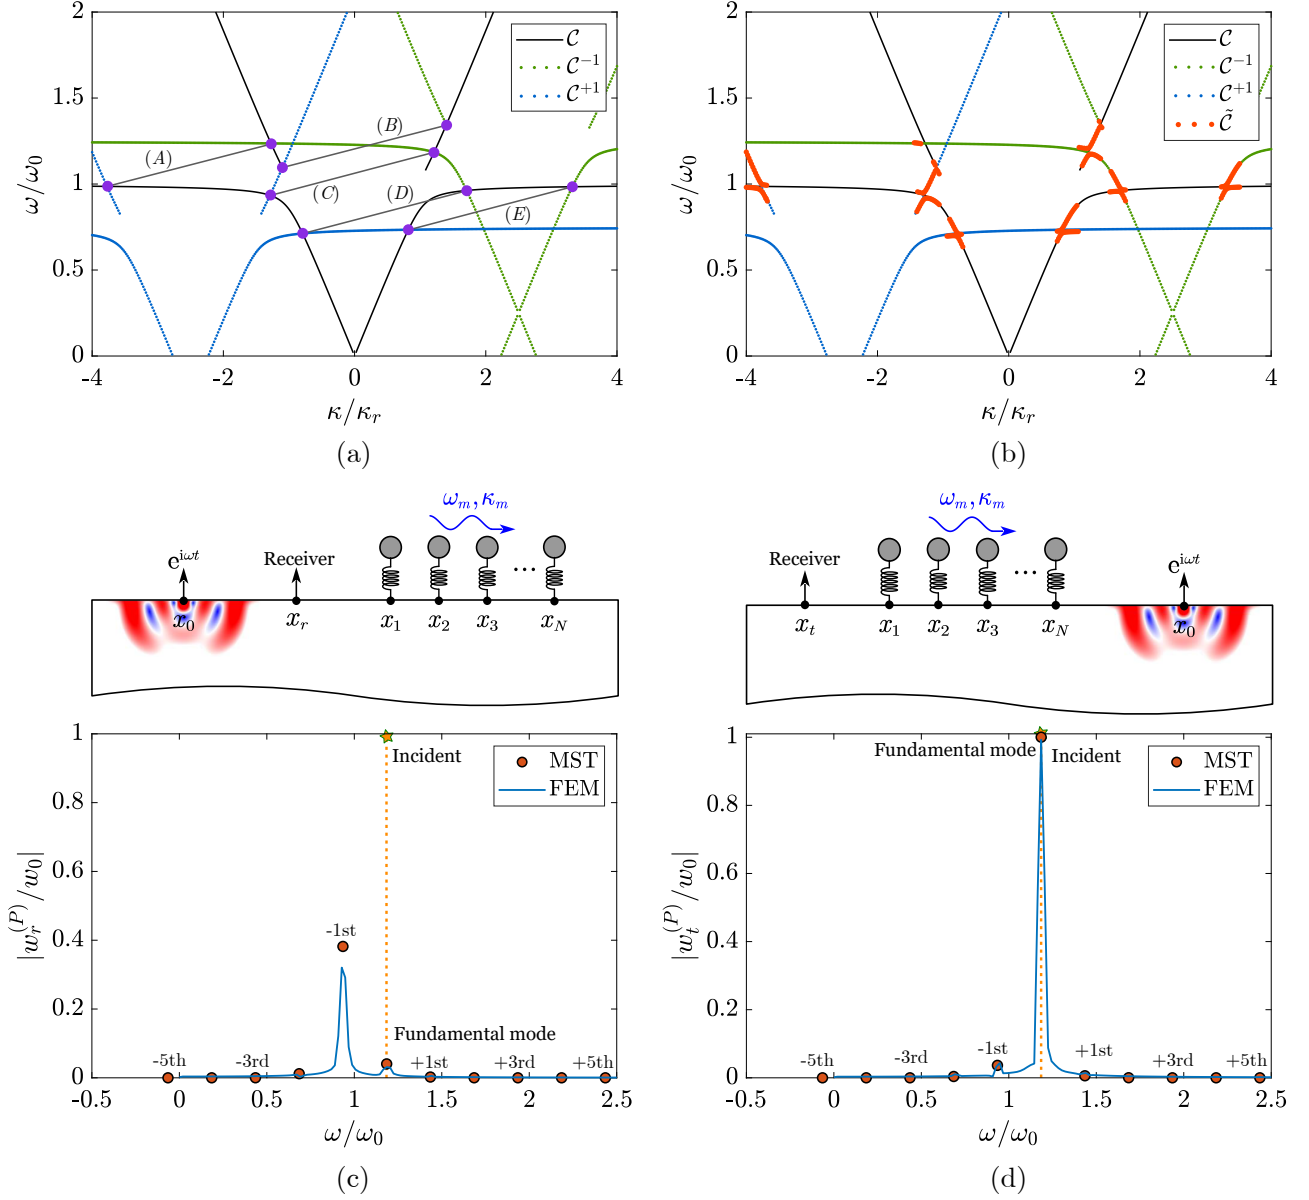 2
1.5
1
0.5
0
ω/ω₀
-4 -2 0 2 4
κ/κᵣ
(A)
(B)
(C)
(D)
(E)
𝒞
𝒞⁻¹
𝒞⁺¹
(a)
2
1.5
1
0.5
0
ω/ω₀
-4 -2 0 2 4
κ/κᵣ
𝒞
𝒞⁻¹
𝒞⁺¹
𝒞̃
(b)
ωₘ, κₘ
e^{iωt}
Receiver
...
x₀ xᵣ x₁ x₂ x₃ x_N
ωₘ, κₘ
Receiver
e^{iωt}
...
x_t x₁ x₂ x₃ x_N x₀
1
0.8
0.6
0.4
0.2
0
|wᵣ^{(P)}/w₀|
Incident
MST
FEM
-1st
Fundamental mode
-5th -3rd +1st +3rd +5th
-0.5 0 0.5 1 1.5 2 2.5
ω/ω₀
(c)
1
0.8
0.6
0.4
0.2
0
|w_t^{(P)}/w₀|
Fundamental mode Incident
MST
FEM
-5th -3rd -1st +1st +3rd +5th
-0.5 0 0.5 1 1.5 2 2.5
ω/ω₀
(d)